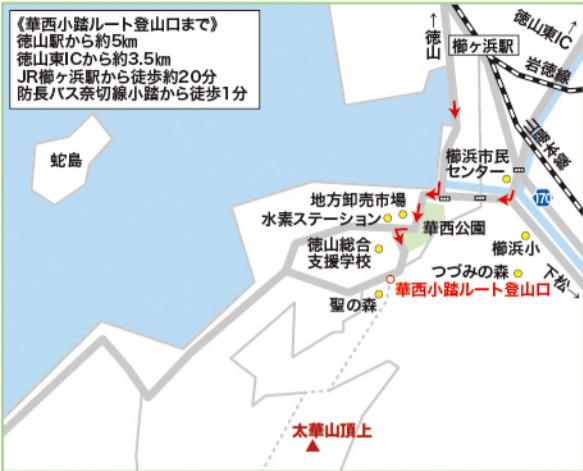 《華西小踏ルート登山口まで》
徳山駅から約5km
徳山東ICから約3.5km
JR櫛ヶ浜駅から徒歩約20分
防長バス奈切線小踏から徒歩1分
↑徳山
櫛ヶ浜駅
徳山東IC↗
岩徳線
山陽本線
蛇島
櫛浜市民
センター
170
地方卸売市場
水素ステーション
華西公園
櫛浜小
徳山総合
支援学校
つづみの森
下松↘
華西小踏ルート登山口
聖の森
太華山頂上